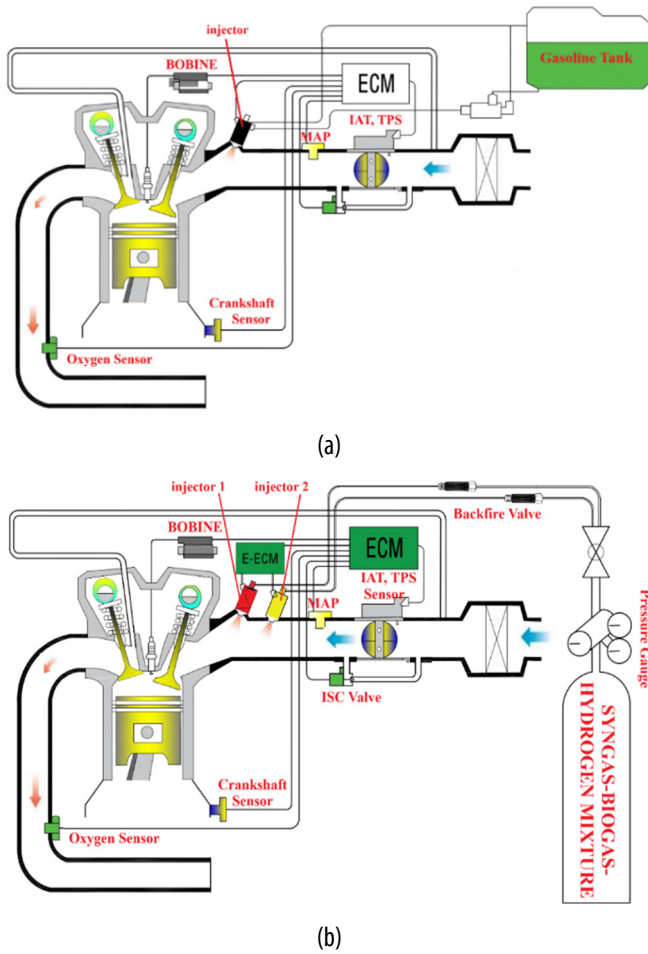 injector
BOBINE
ECM
Gasoline Tank
IAT, TPS
MAP
Crankshaft
Sensor
Oxygen Sensor
(a)
injector 1
injector 2
BOBINE
Backfire Valve
E-ECM
ECM
IAT, TPS
Sensor
MAP
Pressure Gauge
ISC Valve
SYNGAS-BIOGAS-
HYDROGEN MIXTURE
Crankshaft
Sensor
Oxygen Sensor
(b)